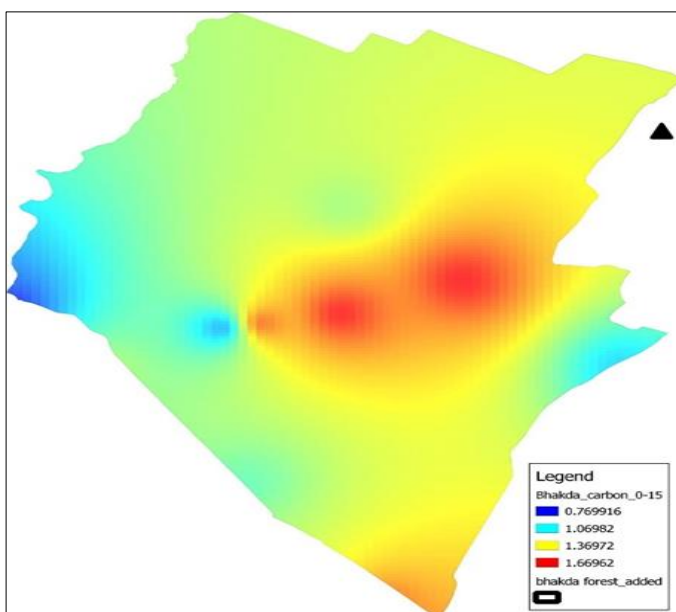 Legend
Bhakda_carbon_0-15
0.769916
1.06982
1.36972
1.66962
bhakda forest_added